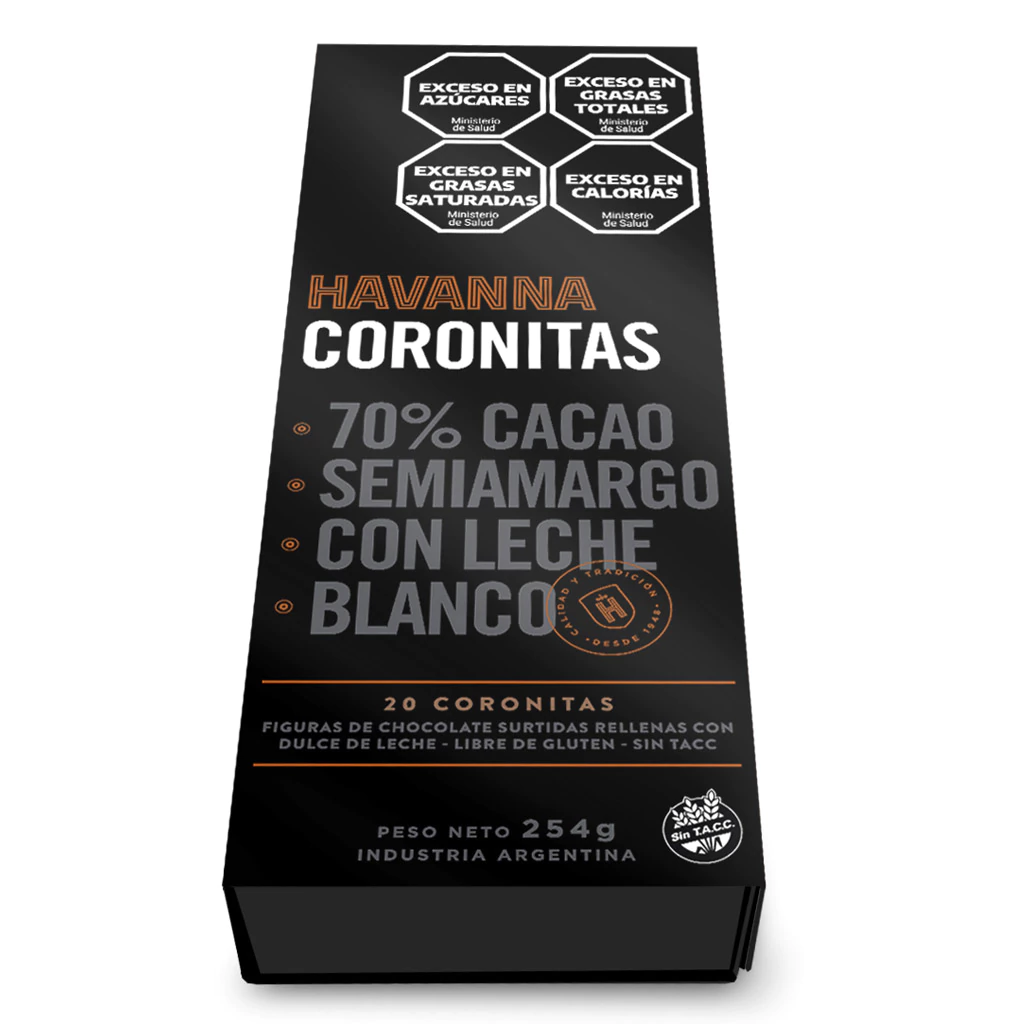 EXCESO EN
AZÚCARES
Ministerio
de Salud
EXCESO EN
GRASAS
TOTALES
Ministerio
de Salud
EXCESO EN
GRASAS
SATURADAS
Ministerio
de Salud
EXCESO EN
CALORÍAS
Ministerio
de Salud
HAVANNA
CORONITAS
70% CACAO
SEMIAMARGO
CON LECHE
BLANCO
CALIDAD Y TRADICIÓN
H
DESDE 1948
20 CORONITAS
FIGURAS DE CHOCOLATE SURTIDAS RELLENAS CON
DULCE DE LECHE - LIBRE DE GLUTEN - SIN TACC
PESO NETO 254g
INDUSTRIA ARGENTINA
Sin T.A.C.C.